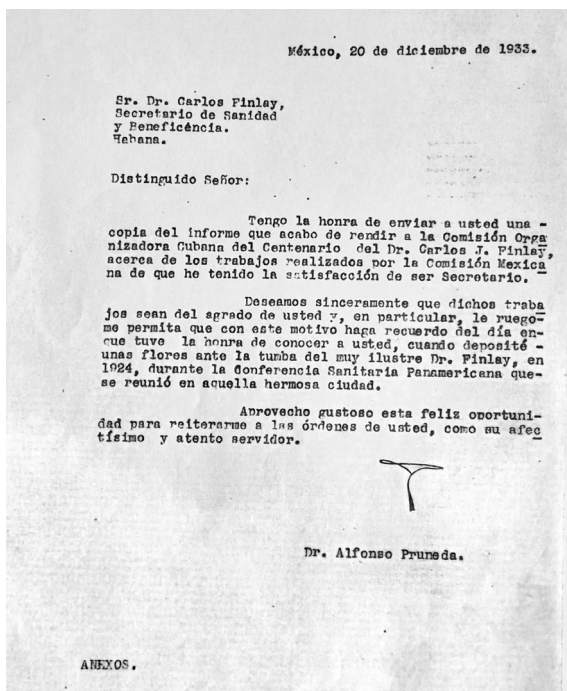 México, 20 de diciembre de 1933.
Sr. Dr. Carlos Finlay,
Secretario de Sanidad
y Beneficéncia.
Habana.
Distinguido Señor:
Tengo la honra de enviar a usted una -
copia del informe que acabo de rendir a la Comisión Orga
nizadora Cubana del Centenario del Dr. Carlos J. Finlay,
acerca de los trabajos realizados por la Comisión Mexica
na de que he tenido la satisfacción de ser Secretario.
Deseamos sinceramente que dichos traba
jos sean del agrado de usted y, en particular, le ruego-
me permita que con este motivo haga recuerdo del día en-
que tuve la honra de conocer a usted, cuando deposité -
unas flores ante la tumba del muy ilustre Dr. Finlay, en
1924, durante la Conferencia Sanitaria Panamericana que-
se reunió en aquella hermosa ciudad.
Aprovecho gustoso esta feliz oportuni-
dad para reiterarme a las órdenes de usted, como su afec
tísimo y atento servidor.
Dr. Alfonso Pruneda.
ANEXOS.